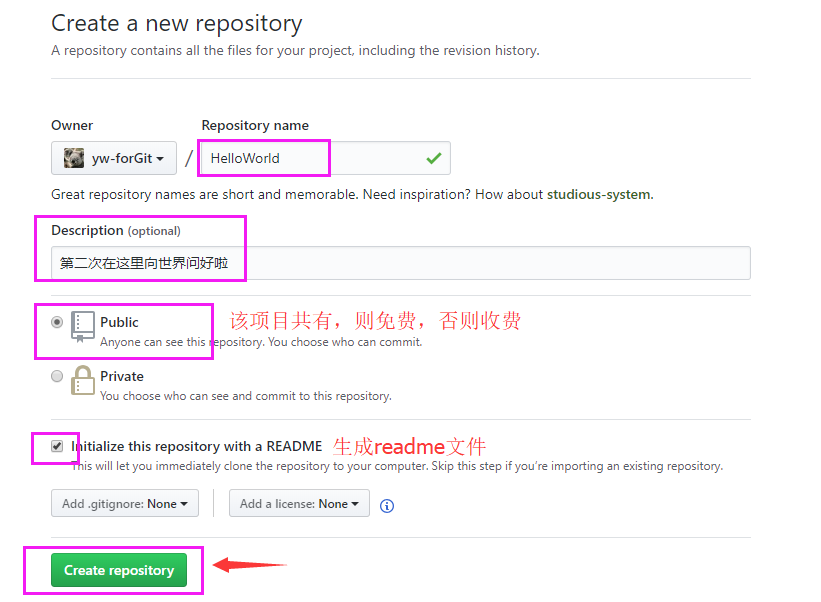 Create a new repository
A repository contains all the files for your project, including the revision history.
Owner Repository name
yw-forGit / HelloWorld
Great repository names are short and memorable. Need inspiration? How about studious-system.
Description (optional)
第二次在这里向世界问好啦
Public 该项目共有，则免费，否则收费
Anyone can see this repository. You choose who can commit.
Private
You choose who can see and commit to this repository.
Initialize this repository with a README 生成readme文件
This will let you immediately clone the repository to your computer. Skip this step if you’re importing an existing repository.
Add .gitignore: None Add a license: None
Create repository